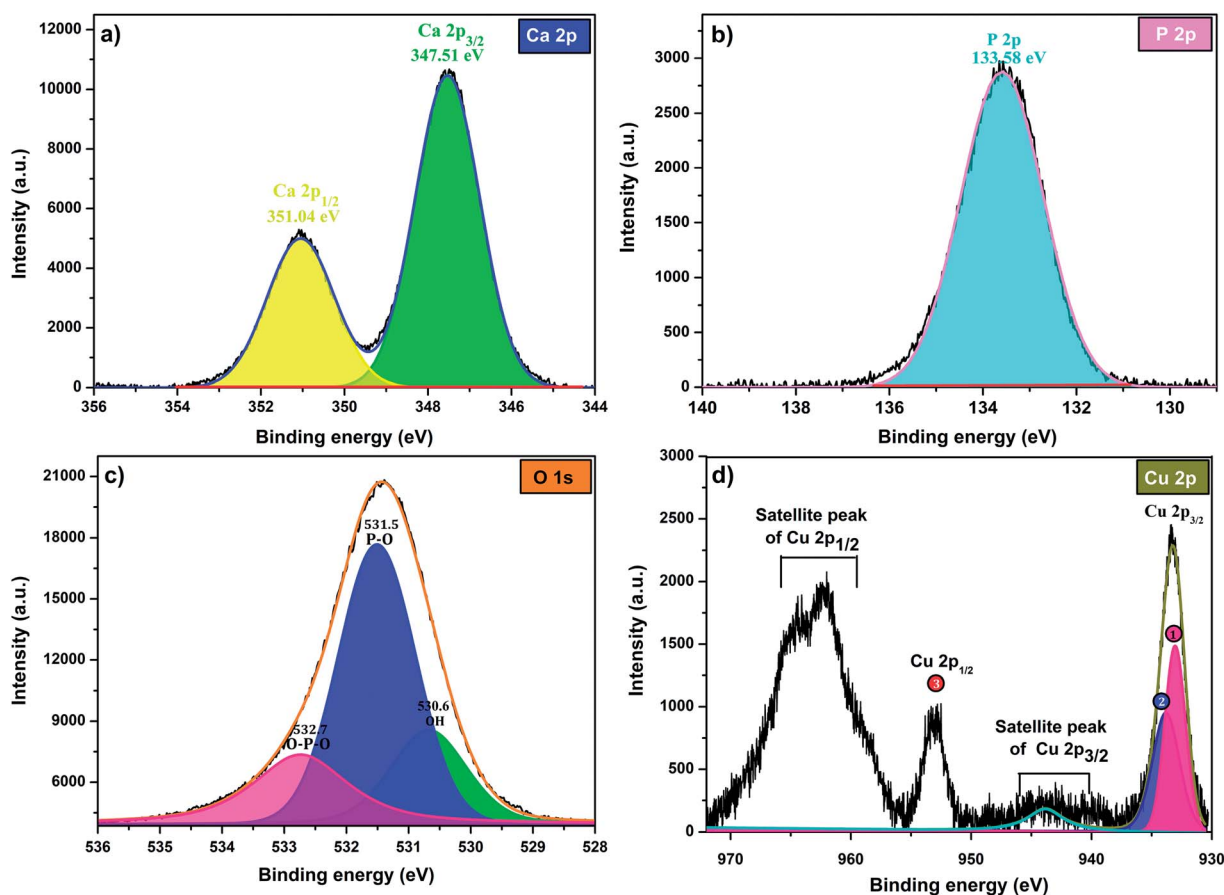 a)
Ca 2p
Ca 2p3/2
347.51 eV
Ca 2p1/2
351.04 eV
12000
10000
8000
6000
4000
2000
0
Intensity (a.u.)
356 354 352 350 348 346 344
Binding energy (eV)
b)
P 2p
P 2p
133.58 eV
3000
2500
2000
1500
1000
500
0
Intensity (a.u.)
140 138 136 134 132 130
Binding energy (eV)
c)
O 1s
531.5
P-O
530.6
OH
532.7
O-P-O
21000
18000
15000
12000
9000
6000
Intensity (a.u.)
536 535 534 533 532 531 530 529 528
Binding energy (eV)
d)
Cu 2p
Cu 2p3/2
Satellite peak
of Cu 2p1/2
1
2
Cu 2p1/2
3
Satellite peak
of Cu 2p3/2
3000
2500
2000
1500
1000
500
0
Intensity (a.u.)
970 960 950 940 930
Binding energy (eV)